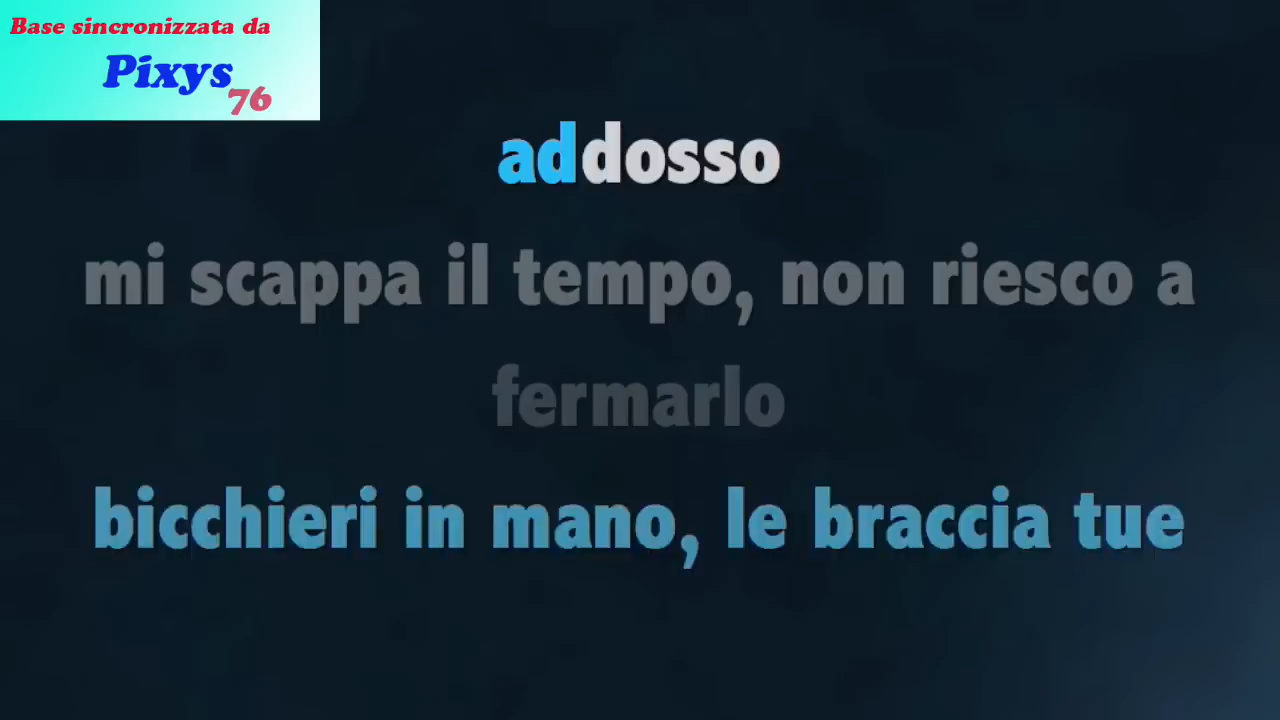 Base sincronizzata da
Pixys
76
addosso
mi scappa il tempo, non riesco a
fermarlo
bicchieri in mano, le braccia tue